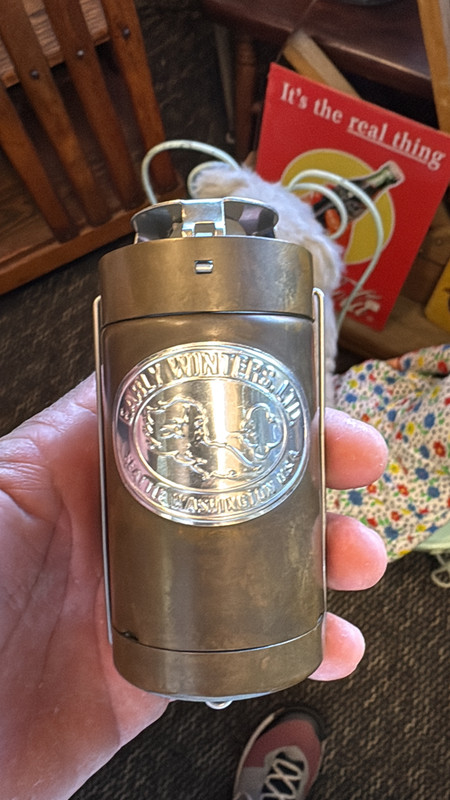 It's the real thing
EARLY WINTERS, LTD.
SEATTLE WASHINGTON U.S.A.